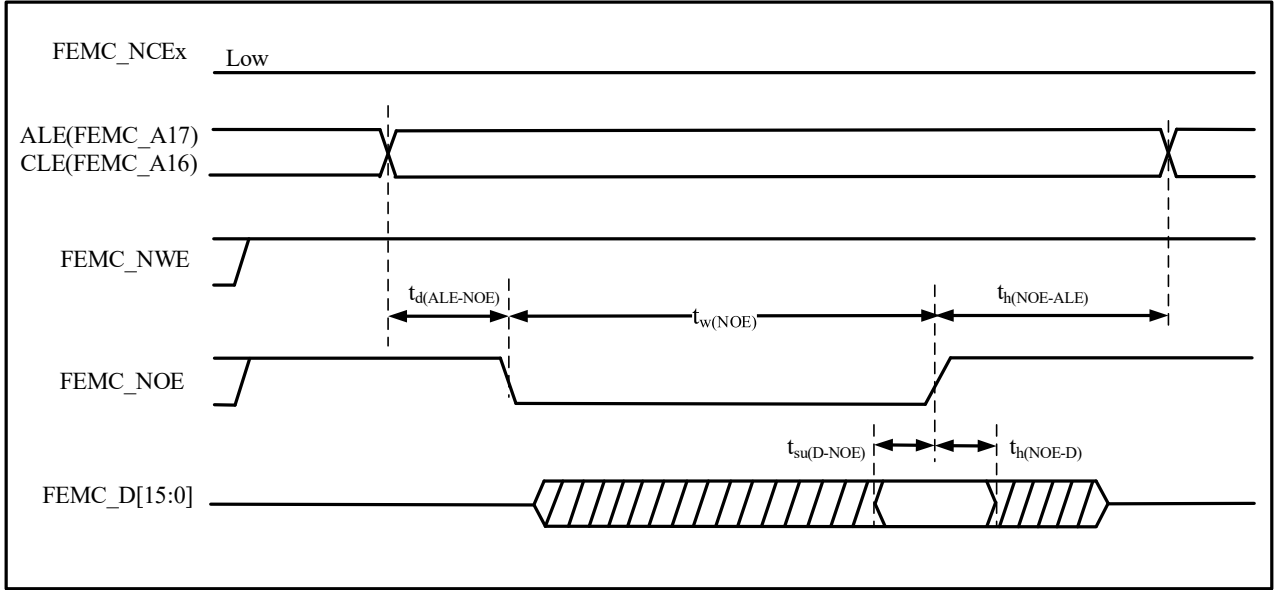 FEMC_NCEx
Low
ALE(FEMC_A17)
CLE(FEMC_A16)
FEMC_NWE
td(ALE-NOE)
tw(NOE)
th(NOE-ALE)
FEMC_NOE
tsu(D-NOE)
th(NOE-D)
FEMC_D[15:0]